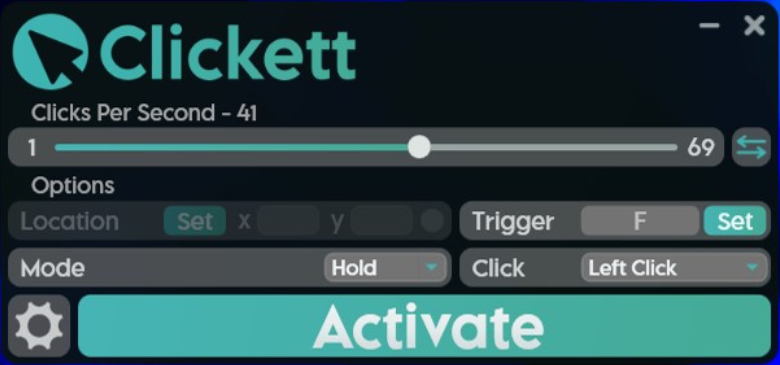 Clickett
Clicks Per Second - 41
1 69
Options
Location Set x y Trigger F Set
Mode Hold Click Left Click
Activate